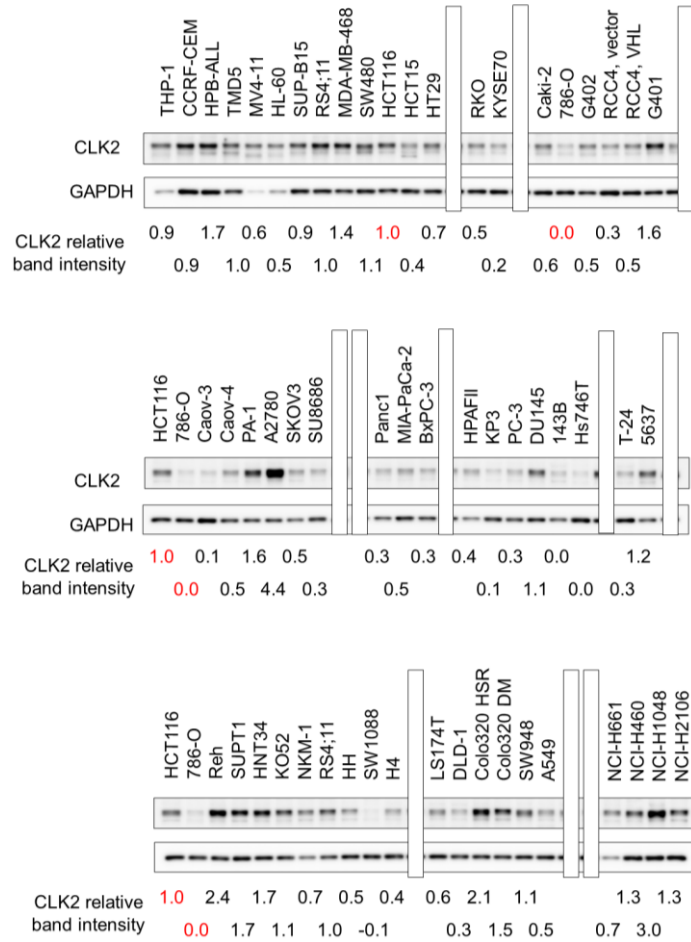 THP-1 CCRF-CEM HPB-ALL TMD5 MV4-11 HL-60 SUP-B15 RS4;11 MDA-MB-468 SW480 HCT116 HCT15 HT29 RKO KYSE70 Caki-2 786-O G402 RCC4, vector RCC4, VHL G401
CLK2
GAPDH
0.9 1.7 0.6 0.9 1.4 1.0 0.7 0.5 0.0 0.3 1.6
CLK2 relative
band intensity
0.9 1.0 0.5 1.0 1.1 0.4 0.2 0.6 0.5 0.5
HCT116 786-O Caov-3 Caov-4 PA-1 A2780 SKOV3 SU8686 Panc1 MIA-PaCa-2 BxPC-3 HPAFII KP3 PC-3 DU145 143B Hs746T T-24 5637
CLK2
GAPDH
1.0 0.1 1.6 0.5 0.3 0.3 0.4 0.3 0.0 1.2
CLK2 relative
band intensity
0.0 0.5 4.4 0.3 0.5 0.1 1.1 0.0 0.3
HCT116 786-O Reh SUPT1 HNT34 KO52 NKM-1 RS4;11 HH SW1088 H4 LS174T DLD-1 Colo320 HSR Colo320 DM SW948 A549 NCI-H661 NCI-H460 NCI-H1048 NCI-H2106
1.0 2.4 1.7 0.7 0.5 0.4 0.6 2.1 1.1 1.3 1.3
CLK2 relative
band intensity
0.0 1.7 1.1 1.0 -0.1 0.3 1.5 0.5 0.7 3.0